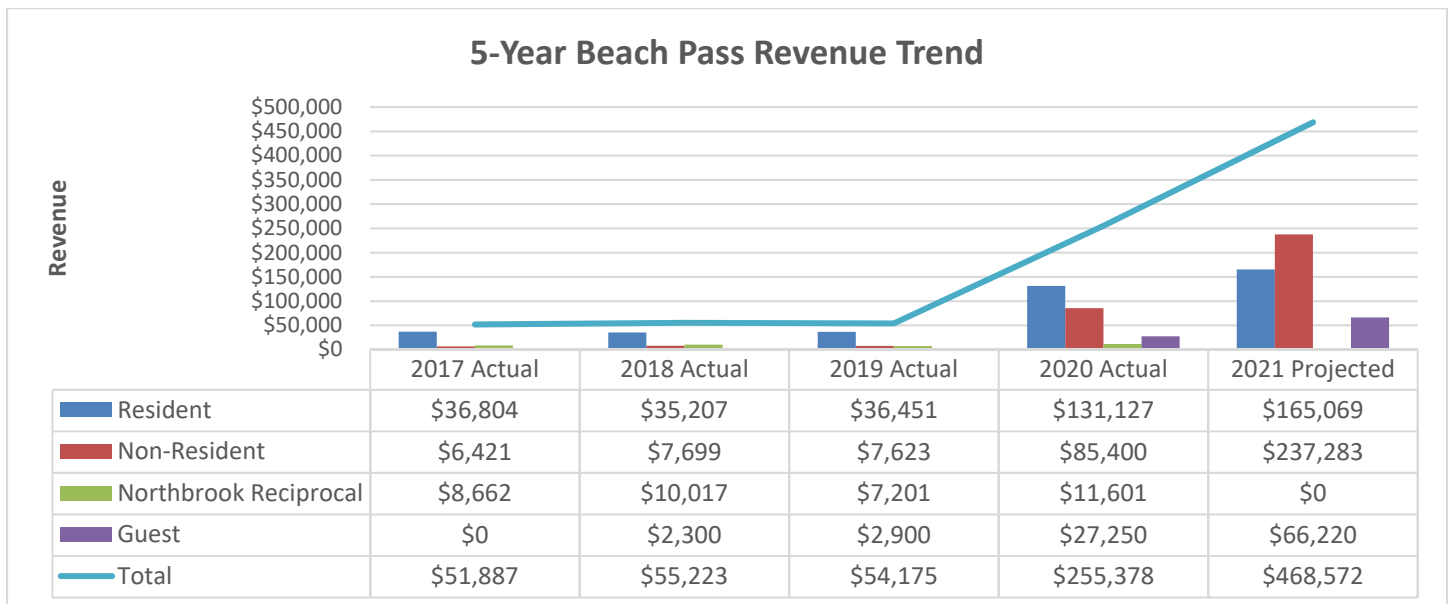 5-Year Beach Pass Revenue Trend
Revenue
$500,000
$450,000
$400,000
$350,000
$300,000
$250,000
$200,000
$150,000
$100,000
$50,000
$0
2017 Actual 2018 Actual 2019 Actual 2020 Actual 2021 Projected
Resident $36,804 $35,207 $36,451 $131,127 $165,069
Non-Resident $6,421 $7,699 $7,623 $85,400 $237,283
Northbrook Reciprocal $8,662 $10,017 $7,201 $11,601 $0
Guest $0 $2,300 $2,900 $27,250 $66,220
Total $51,887 $55,223 $54,175 $255,378 $468,572